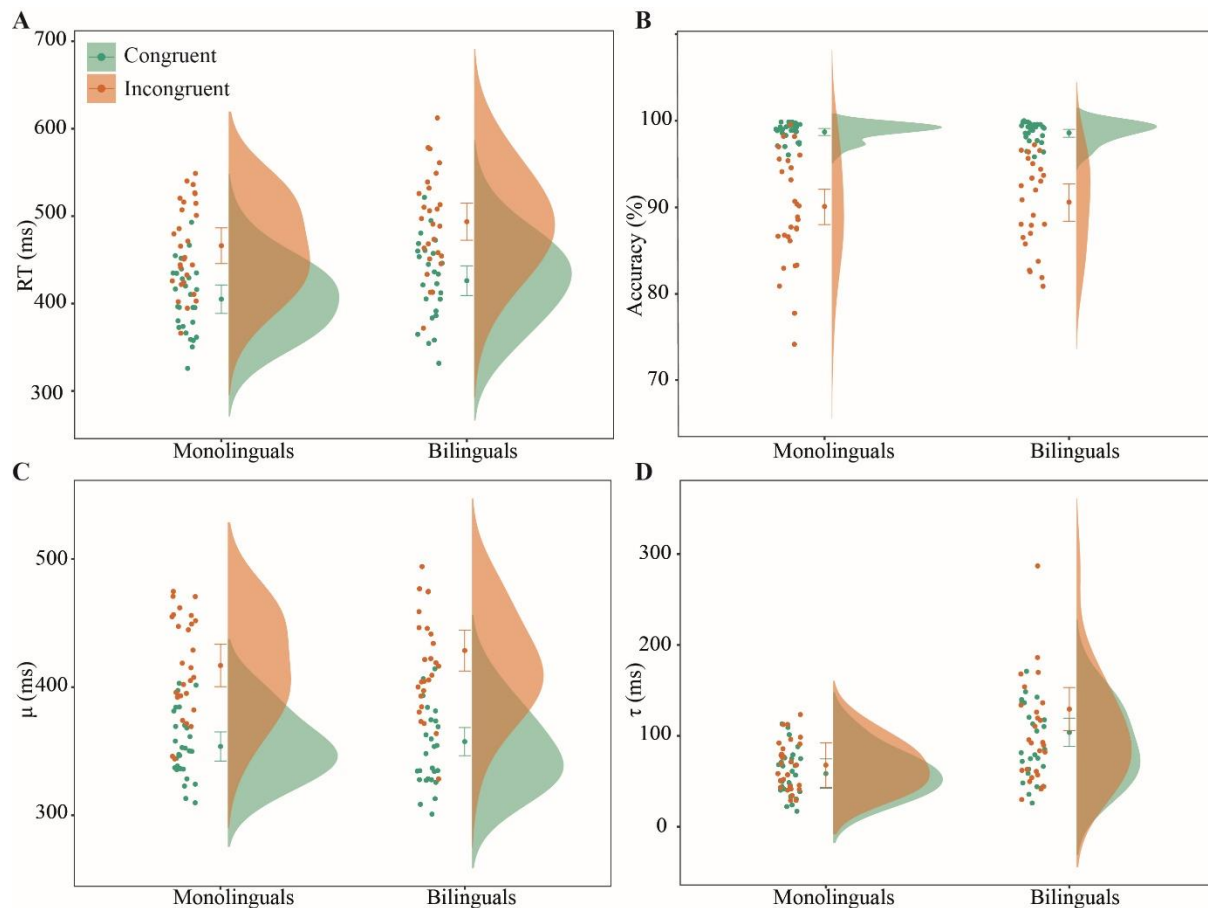 A
700
Congruent
Incongruent
600
500
400
300
RT (ms)
Monolinguals
Bilinguals
B
100
90
80
70
Accuracy (%)
Monolinguals
Bilinguals
C
500
400
300
μ (ms)
Monolinguals
Bilinguals
D
300
200
100
0
τ (ms)
Monolinguals
Bilinguals